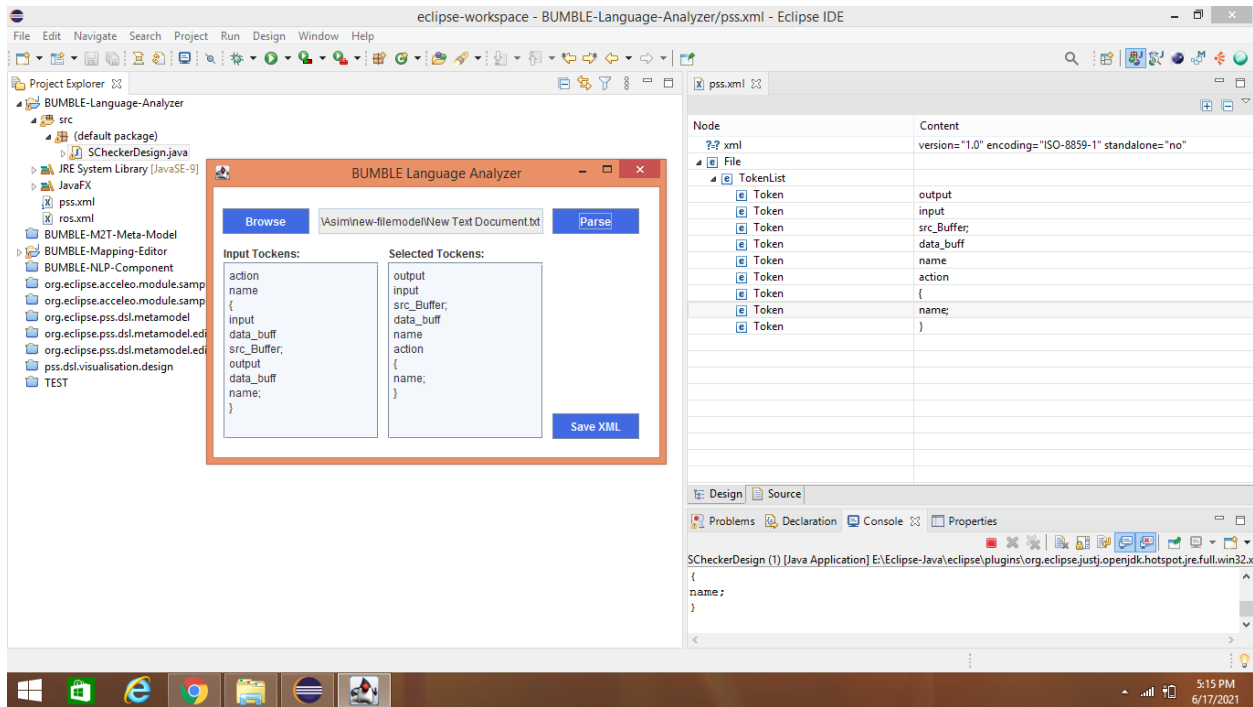 eclipse-workspace - BUMBLE-Language-Analyzer/pss.xml - Eclipse IDE
File Edit Navigate Search Project Run Design Window Help
Project Explorer
BUMBLE-Language-Analyzer
src
(default package)
SCheckerDesign.java
JRE System Library [JavaSE-9]
JavaFX
pss.xml
ros.xml
BUMBLE-M2T-Meta-Model
BUMBLE-Mapping-Editor
BUMBLE-NLP-Component
org.eclipse.acceleo.module.samp
org.eclipse.acceleo.module.samp
org.eclipse.pss.dsl.metamodel
org.eclipse.pss.dsl.metamodel.edi
org.eclipse.pss.dsl.metamodel.edi
pss.dsl.visualisation.design
TEST
BUMBLE Language Analyzer
Browse \Asim\new-filemodel\New Text Document.txt Parse
Input Tockens:
action
name
{
input
data_buff
src_Buffer;
output
data_buff
name;
}
Selected Tockens:
output
input
src_Buffer;
data_buff
name
action
{
name;
}
Save XML
pss.xml
Node Content
?-? xml version="1.0" encoding="ISO-8859-1" standalone="no"
e File
e TokenList
e Token output
e Token input
e Token src_Buffer;
e Token data_buff
e Token name
e Token action
e Token {
e Token name;
e Token }
Design Source
Problems Declaration Console Properties
SCheckerDesign (1) [Java Application] E:\Eclipse-Java\eclipse\plugins\org.eclipse.justj.openjdk.hotspot.jre.full.win32.x
{
name;
}
5:15 PM
6/17/2021